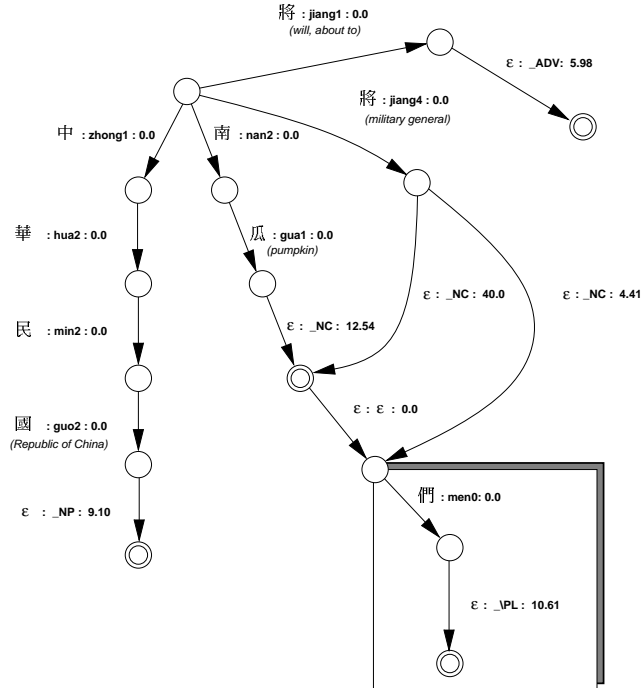 將 : jiang1 : 0.0
(will, about to)
ε : _ADV: 5.98
將 : jiang4 : 0.0
(military general)
中 : zhong1 : 0.0
南 : nan2 : 0.0
華 : hua2 : 0.0
瓜 : gua1 : 0.0
(pumpkin)
ε : _NC : 40.0
ε : _NC : 4.41
民 : min2 : 0.0
ε : _NC : 12.54
ε : ε : 0.0
國 : guo2 : 0.0
(Republic of China)
ε : _NP : 9.10
們 : men0: 0.0
ε : _\PL : 10.61